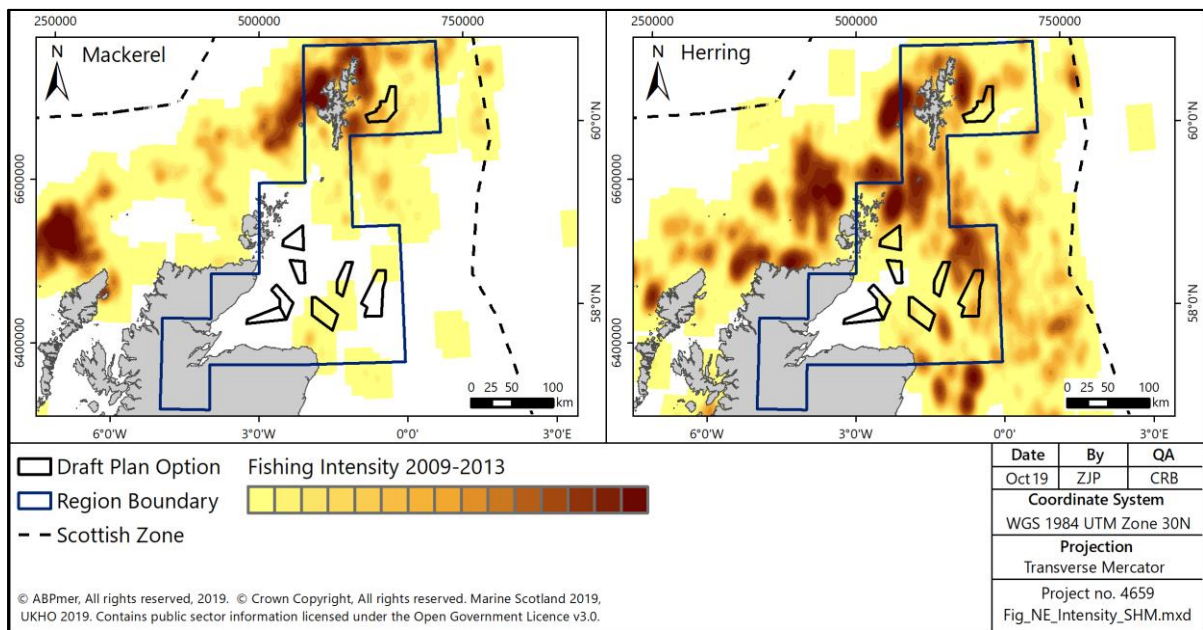 250000 500000 750000 500000 750000
N Mackerel
N Herring
60°0'N 60°0'N
6600000 6600000
58°0'N 58°0'N
6400000 6400000
0 25 50 100
km
0 25 50 100
km
6°0'W 3°0'W 0°0' 3°0'E 6°0'W 3°0'W 0°0' 3°0'E
Draft Plan Option
Region Boundary
Scottish Zone
Fishing Intensity 2009-2013
Date By QA
Oct 19 ZJP CRB
Coordinate System
WGS 1984 UTM Zone 30N
Projection
Transverse Mercator
Project no. 4659
Fig_NE_Intensity_SHM.mxd
© ABPmer, All rights reserved, 2019. © Crown Copyright, All rights reserved. Marine Scotland 2019,
UKHO 2019. Contains public sector information licensed under the Open Government Licence v3.0.